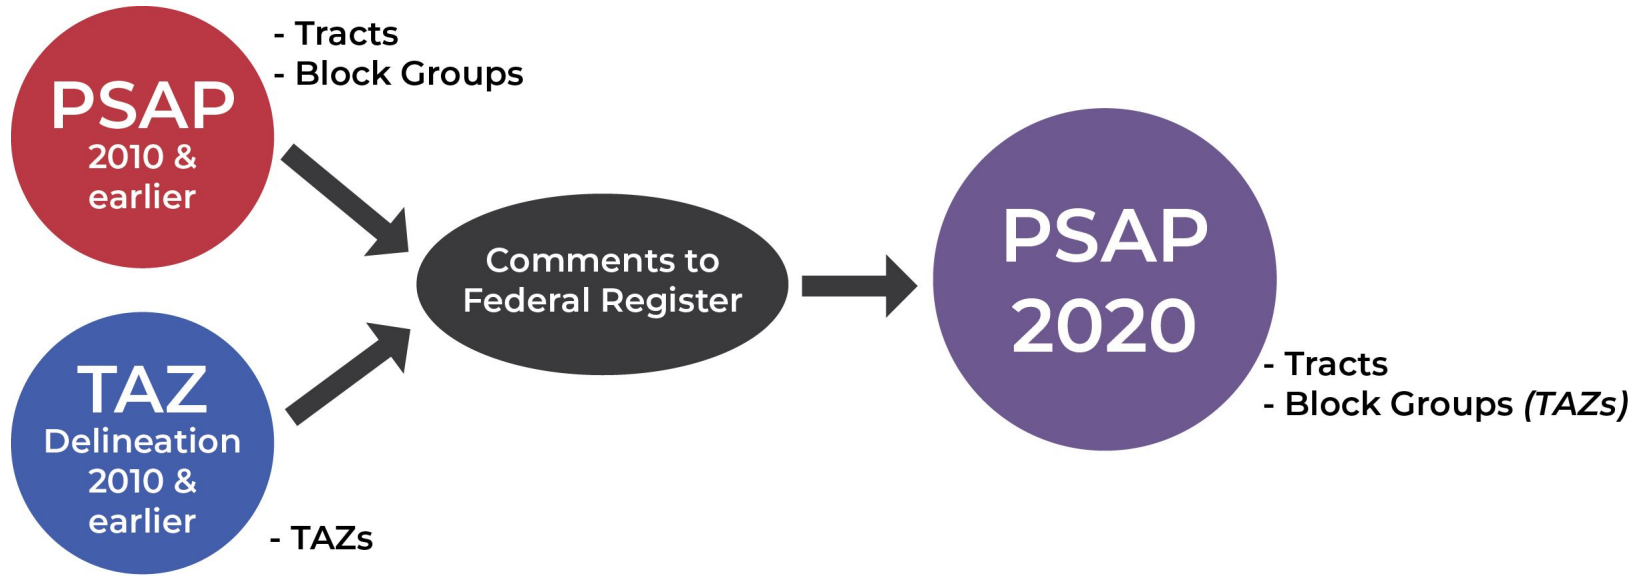 PSAP
2010 &
earlier
- Tracts
- Block Groups
TAZ
Delineation
2010 &
earlier
- TAZs
Comments to
Federal Register
PSAP
2020
- Tracts
- Block Groups (TAZs)